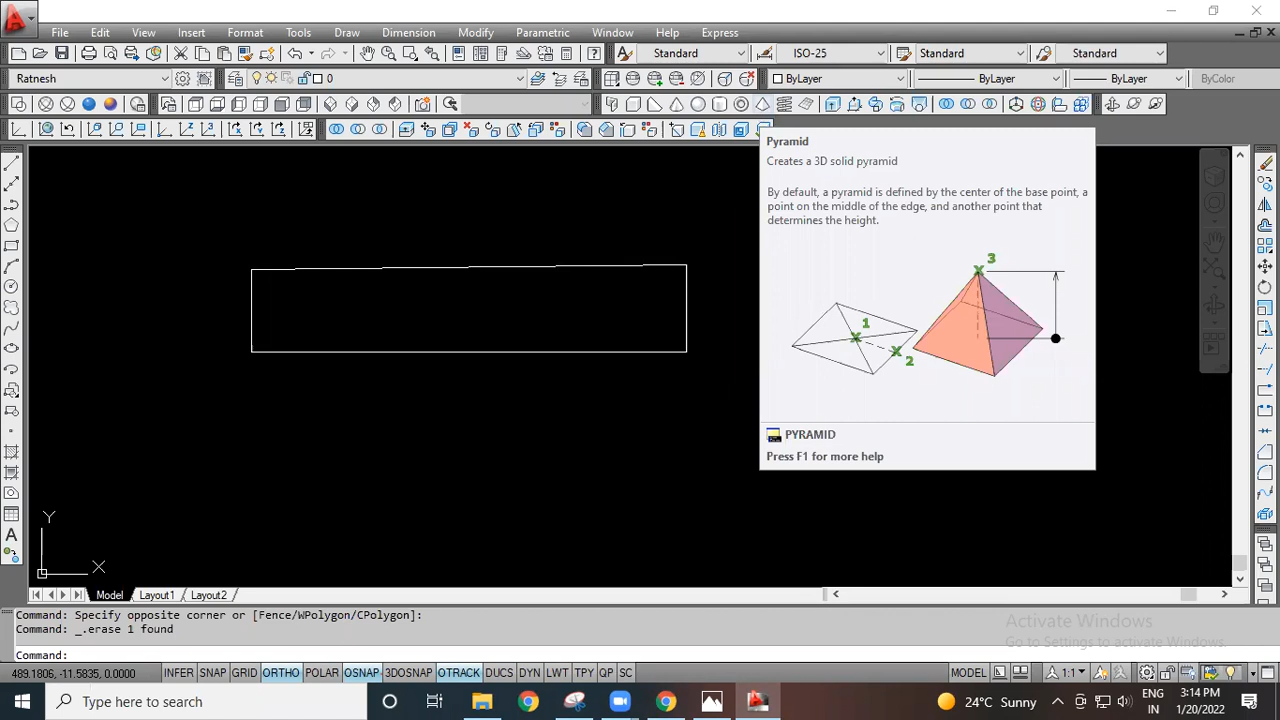 File Edit View Insert Format Tools Draw Dimension Modify Parametric Window Help Express
Standard ISO-25 Standard Standard
Ratnesh 0 ByLayer ByLayer ByLayer ByColor
Pyramid
Creates a 3D solid pyramid
By default, a pyramid is defined by the center of the base point, a
point on the middle of the edge, and another point that
determines the height.
3
1
2
PYRAMID
Press F1 for more help
Y
X
Model Layout1 Layout2
Command: Specify opposite corner or [Fence/WPolygon/CPolygon]:
Command: _.erase 1 found
Activate Windows
Go to Settings to activate Windows.
Command:
489.1806, -11.5835, 0.0000 INFER SNAP GRID ORTHO POLAR OSNAP 3DOSNAP OTRACK DUCS DYN LWT TPY QP SC MODEL 1:1
Type here to search 24°C Sunny ENG IN 3:14 PM 1/20/2022